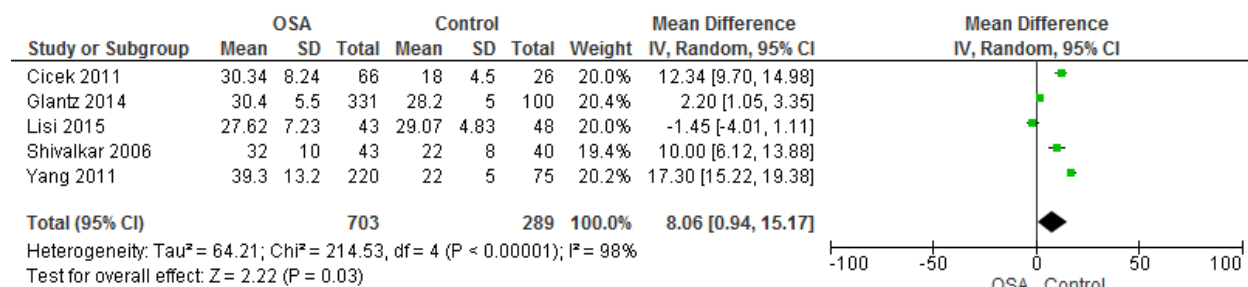 OSA Control Mean Difference Mean Difference
Study or Subgroup Mean SD Total Mean SD Total Weight IV, Random, 95% CI IV, Random, 95% CI
Cicek 2011 30.34 8.24 66 18 4.5 26 20.0% 12.34 [9.70, 14.98]
Glantz 2014 30.4 5.5 331 28.2 5 100 20.4% 2.20 [1.05, 3.35]
Lisi 2015 27.62 7.23 43 29.07 4.83 48 20.0% -1.45 [-4.01, 1.11]
Shivalkar 2006 32 10 43 22 8 40 19.4% 10.00 [6.12, 13.88]
Yang 2011 39.3 13.2 220 22 5 75 20.2% 17.30 [15.22, 19.38]
Total (95% CI) 703 289 100.0% 8.06 [0.94, 15.17]
Heterogeneity: Tau² = 64.21; Chi² = 214.53, df = 4 (P < 0.00001); I² = 98%
Test for overall effect: Z = 2.22 (P = 0.03)
-100 -50 0 50 100
OSA Control